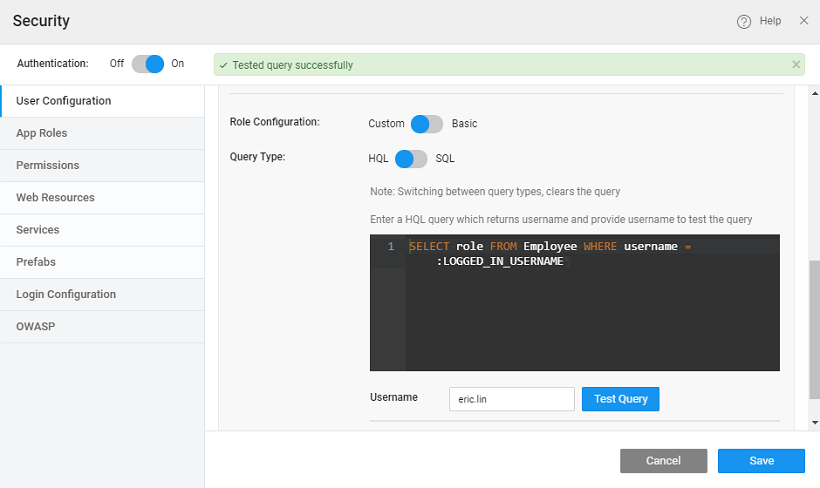 Security
Help
Authentication: Off On
Tested query successfully
User Configuration
App Roles
Permissions
Web Resources
Services
Prefabs
Login Configuration
OWASP
Role Configuration: Custom Basic
Query Type: HQL SQL
Note: Switching between query types, clears the query
Enter a HQL query which returns username and provide username to test the query
1 SELECT role FROM Employee WHERE username =
:LOGGED_IN_USERNAME
Username eric.lin Test Query
Cancel Save